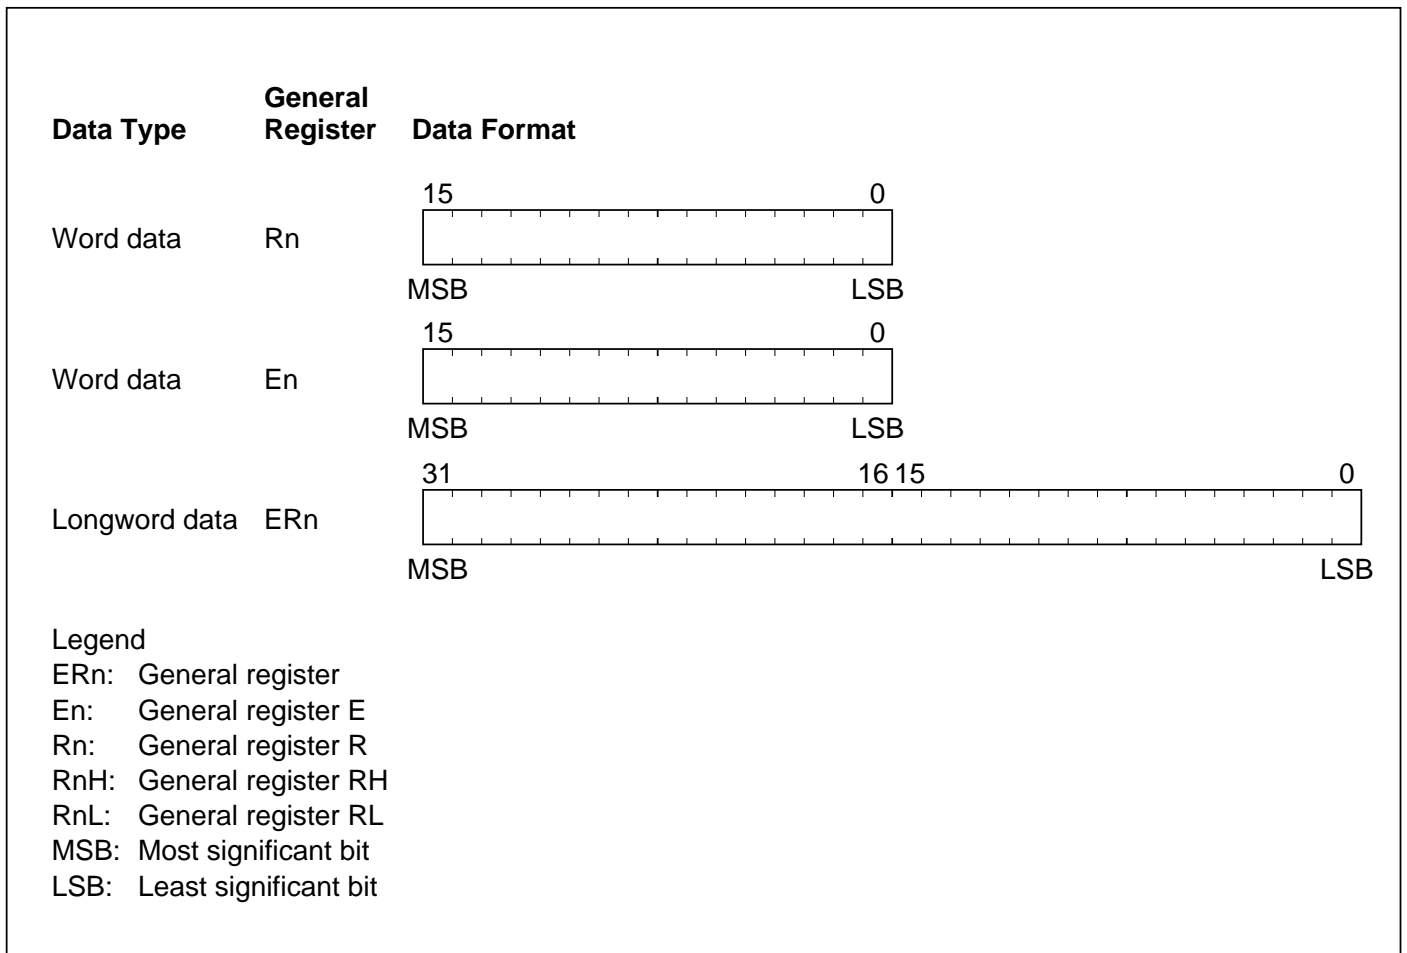 General
Data Type Register Data Format
15 0
Word data Rn
MSB LSB
15 0
Word data En
MSB LSB
31 16 15 0
Longword data ERn
MSB LSB
Legend
ERn: General register
En: General register E
Rn: General register R
RnH: General register RH
RnL: General register RL
MSB: Most significant bit
LSB: Least significant bit